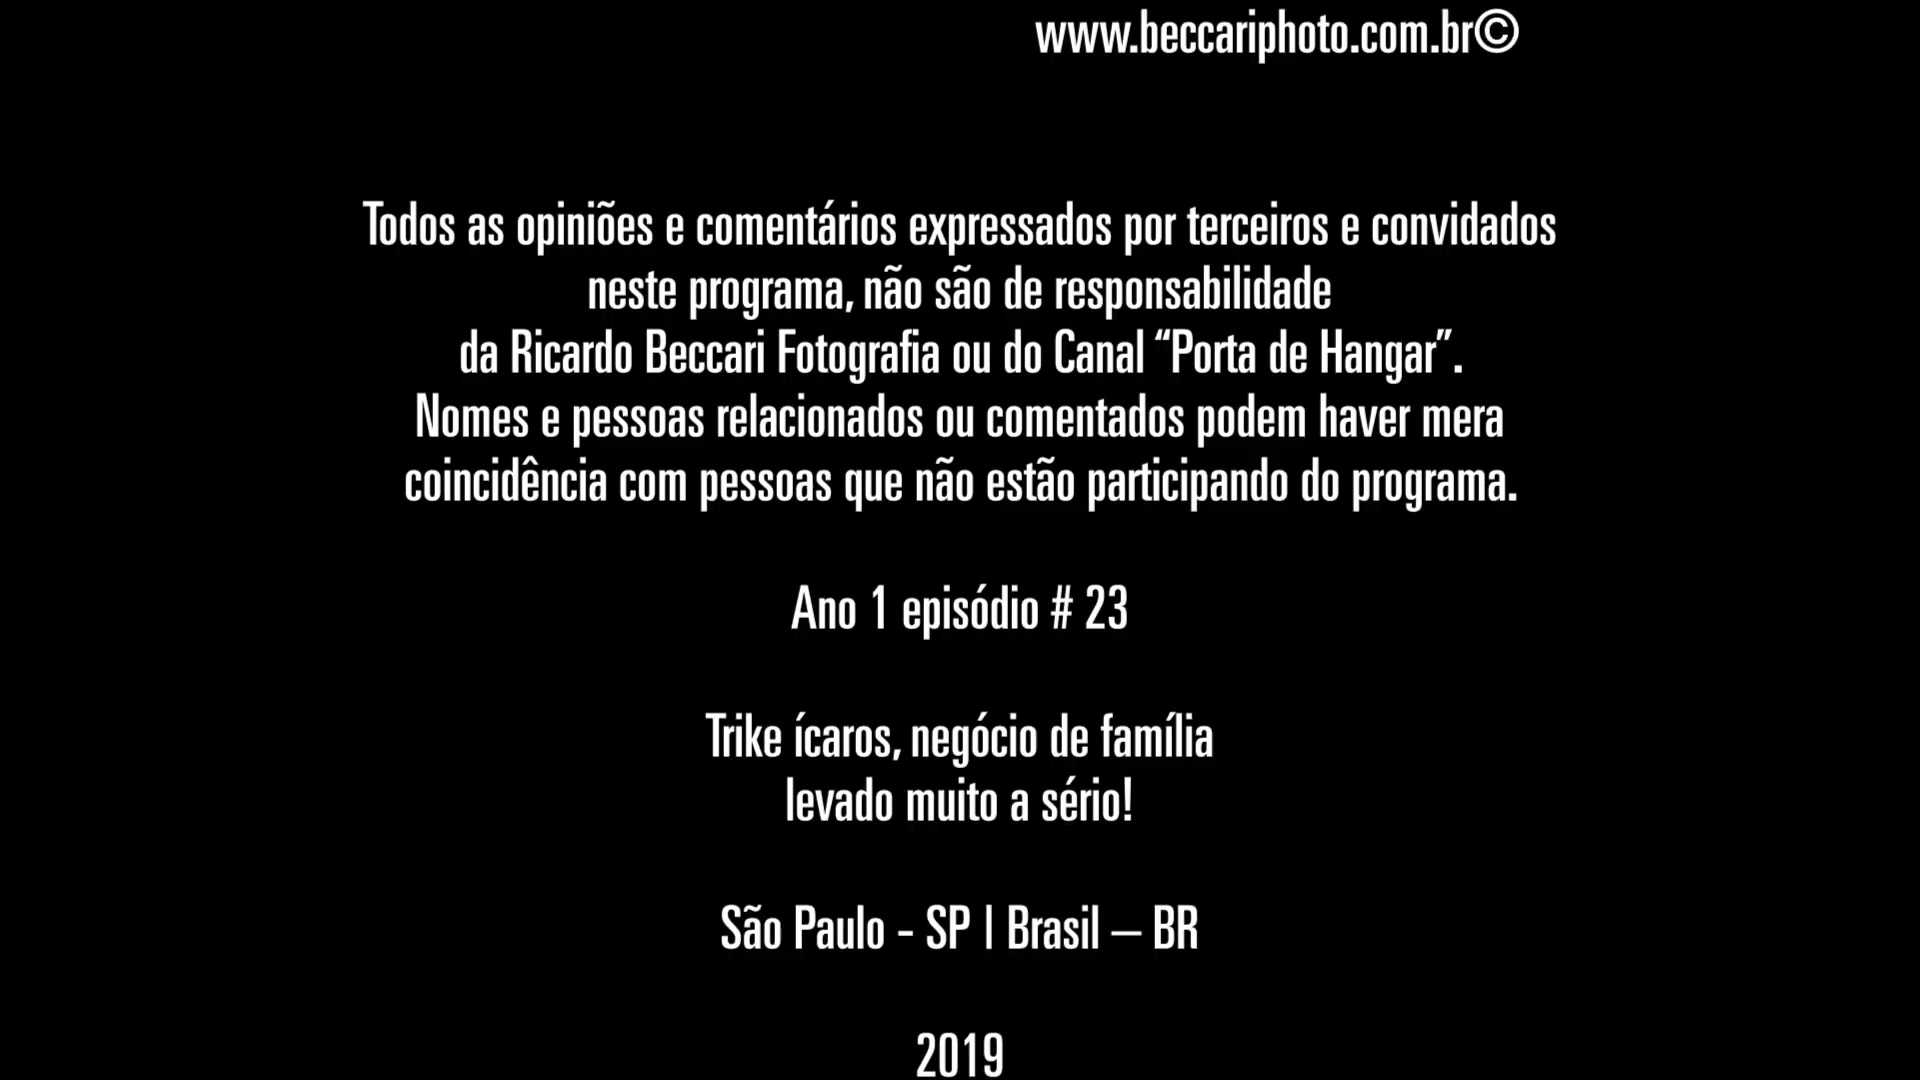 www.beccariphoto.com.br©
Todos as opiniões e comentários expressados por terceiros e convidados
neste programa, não são de responsabilidade
da Ricardo Beccari Fotografia ou do Canal “Porta de Hangar”.
Nomes e pessoas relacionados ou comentados podem haver mera
coincidência com pessoas que não estão participando do programa.
Ano 1 episódio # 23
Trike ícaros, negócio de família
levado muito a sério!
São Paulo - SP | Brasil – BR
2019